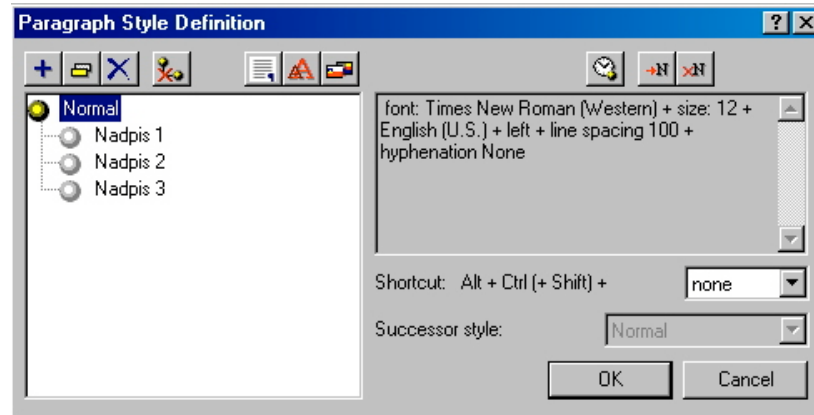 Paragraph Style Definition
Normal
Nadpis 1
Nadpis 2
Nadpis 3
font: Times New Roman (Western) + size: 12 +
English (U.S.) + left + line spacing 100 +
hyphenation None
Shortcut: Alt + Ctrl (+ Shift) + none
Successor style: Normal
OK Cancel